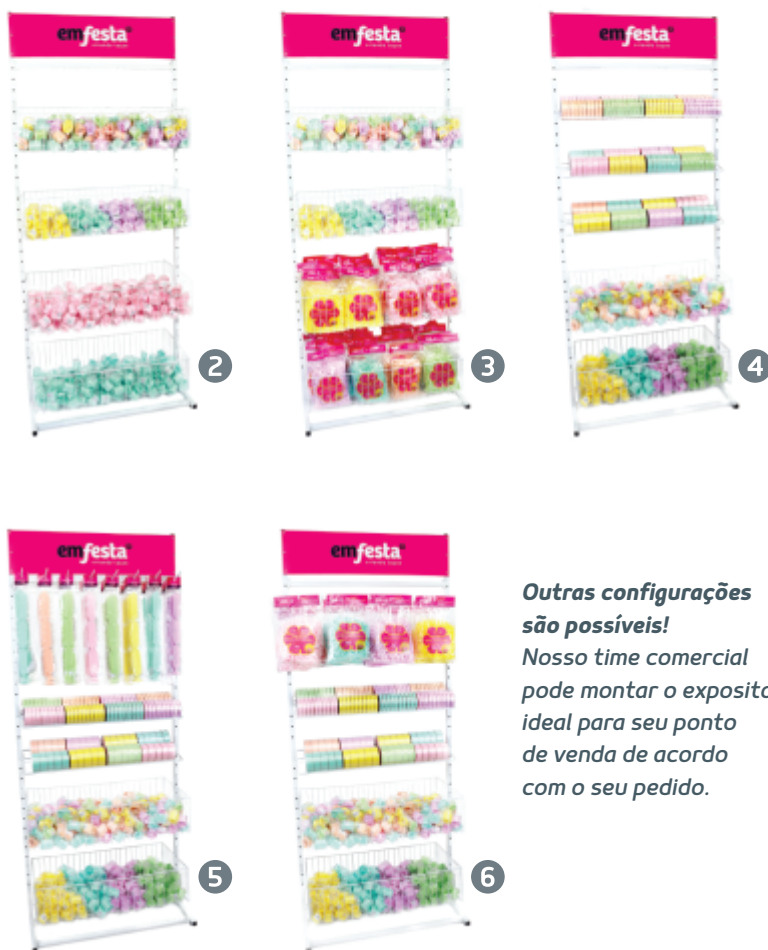 emfesta
emfesta
emfesta
2
3
4
emfesta
emfesta
Outras configurações
são possíveis!
Nosso time comercial
pode montar o exposito
ideal para seu ponto
de venda de acordo
com o seu pedido.
5
6